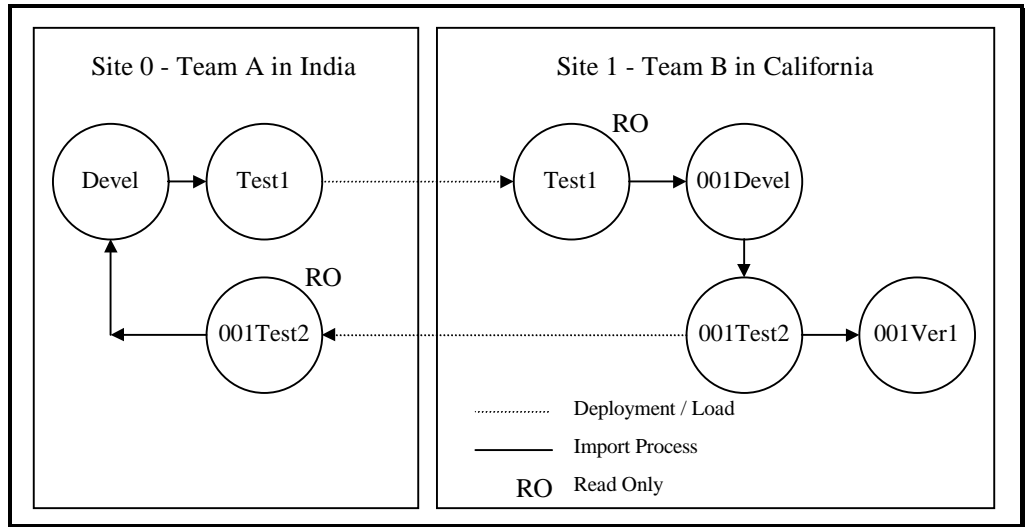 Site 0 - Team A in India
Devel
Test1
RO
001Test2
Site 1 - Team B in California
RO
Test1
001Devel
001Test2
001Ver1
Deployment / Load
Import Process
RO Read Only